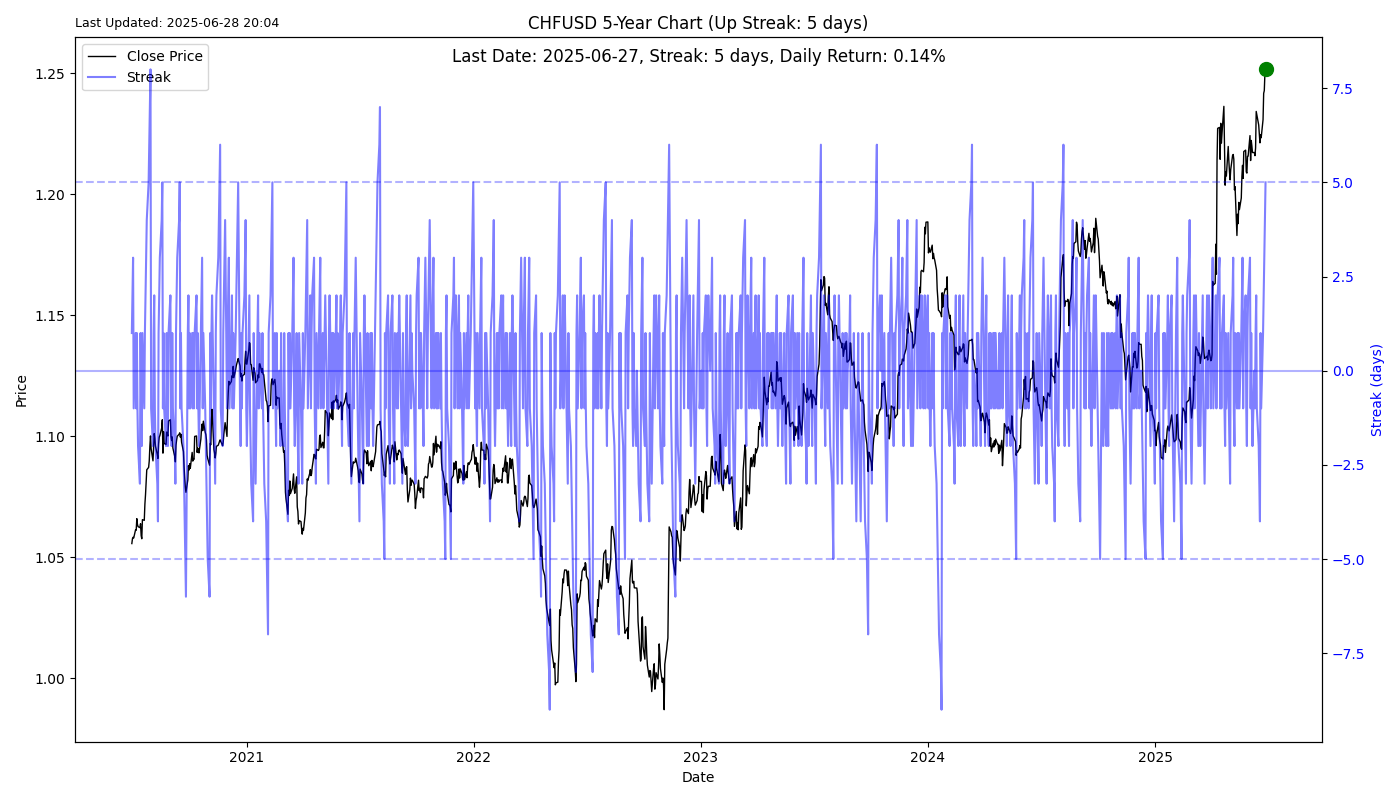 Last Updated: 2025-06-28 20:04
CHFUSD 5-Year Chart (Up Streak: 5 days)
Last Date: 2025-06-27, Streak: 5 days, Daily Return: 0.14%
Close Price
Streak
1.25
1.20
1.15
1.10
1.05
1.00
Price
7.5
5.0
2.5
0.0
−2.5
−5.0
−7.5
Streak (days)
2021
2022
2023
2024
2025
Date